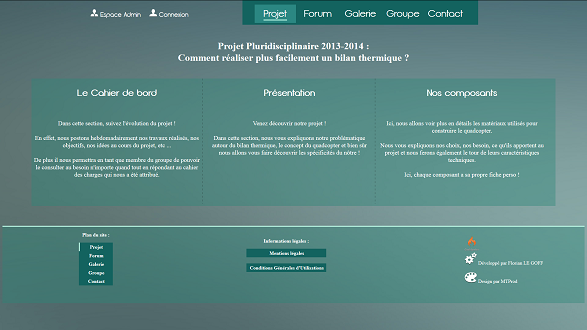 Espace Admin
Connexion
Projet
Forum
Galerie
Groupe
Contact
Projet Pluridisciplinaire 2013-2014 :
Comment réaliser plus facilement un bilan thermique ?
Le Cahier de bord
Dans cette section, suivez l'évolution du projet !
En effet, nous postons hebdomadairement nos travaux réalisés, nos
objectifs, nos idées au cours du projet, etc ...
De plus il nous permettra en tant que membre du groupe de pouvoir
le consulter au besoin n'importe quand tout en répondant au cahier
des charges qui nous a été attribué.
Présentation
Venez découvrir notre projet !
Dans cette section, nous vous expliquons notre problématique
autour du bilan thermique, le concept du quadcopter et bien sûr
nous allons vous faire découvrir les spécificités du nôtre !
Nos composants
Ici, nous allons voir plus en détails les matériaux utilisés pour
construire le quadcopter.
Nous vous expliquons nos choix, nos besoin, ce qu'ils apportent au
projet et nous ferons également le tour de leurs caractéristiques
techniques.
Ici, chaque composant a sa propre fiche perso !
Plan du site :
Projet
Forum
Galerie
Groupe
Contact
Informations légales :
Mentions légales
Conditions Générales d'Utilisations
Développé par Florian LE GOFF
Design par MTProd